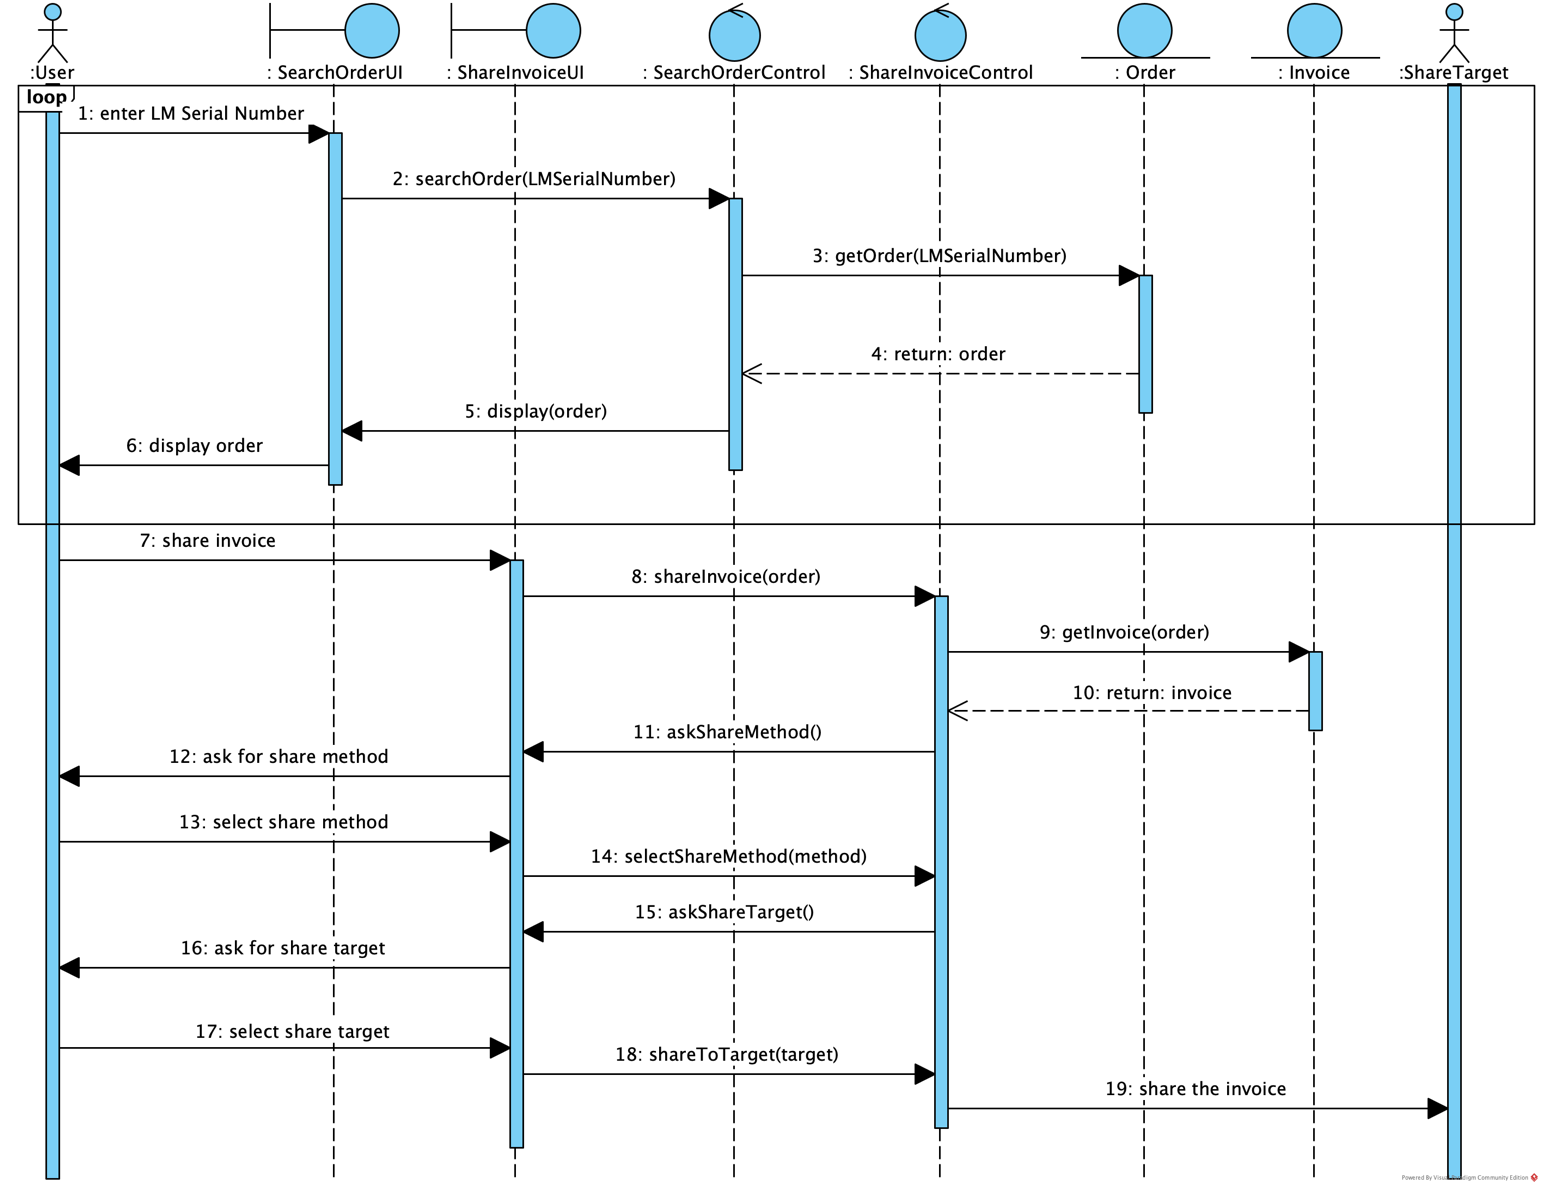 :User
: SearchOrderUI
: ShareInvoiceUI
: SearchOrderControl
: ShareInvoiceControl
: Order
: Invoice
:ShareTarget
loop
1: enter LM Serial Number
2: searchOrder(LMSerialNumber)
3: getOrder(LMSerialNumber)
4: return: order
5: display(order)
6: display order
7: share invoice
8: shareInvoice(order)
9: getInvoice(order)
10: return: invoice
11: askShareMethod()
12: ask for share method
13: select share method
14: selectShareMethod(method)
15: askShareTarget()
16: ask for share target
17: select share target
18: shareToTarget(target)
19: share the invoice
Powered By Visual Paradigm Community Edition